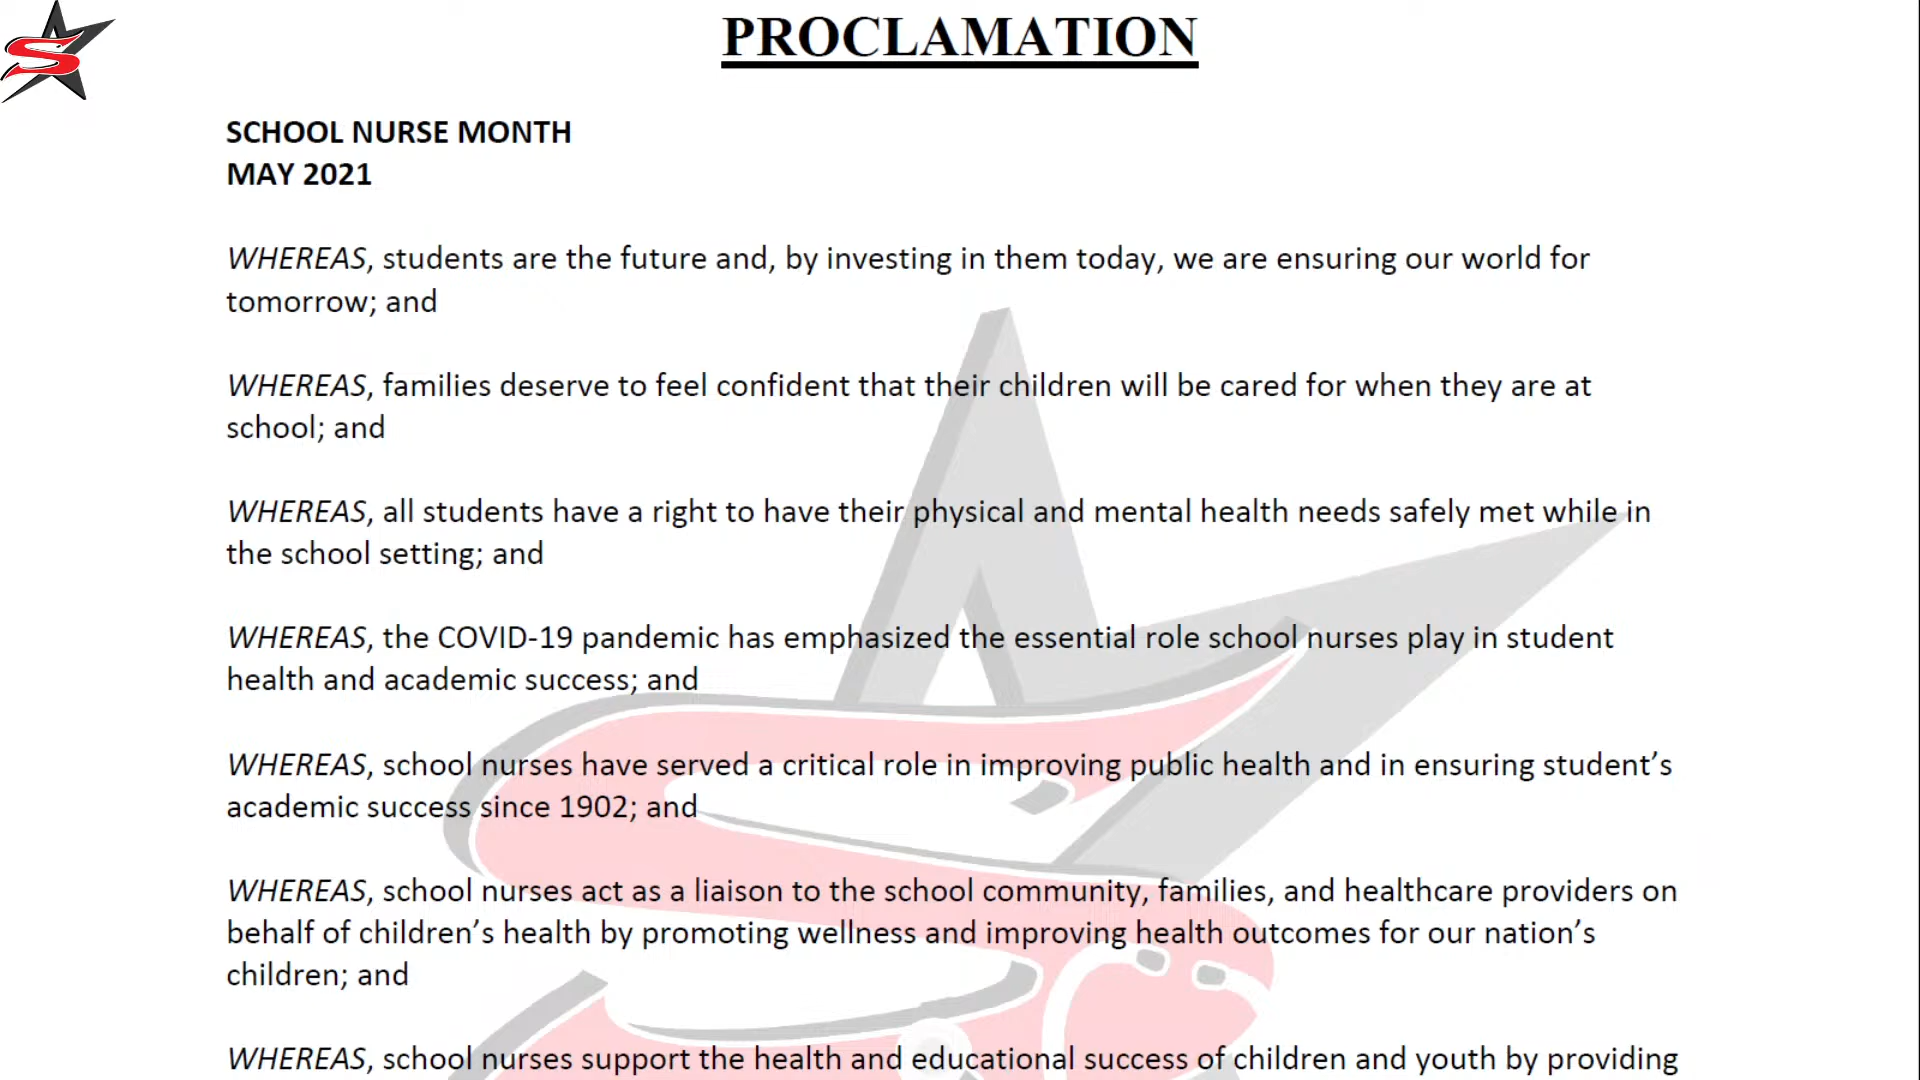 PROCLAMATION
SCHOOL NURSE MONTH
MAY 2021
WHEREAS, students are the future and, by investing in them today, we are ensuring our world for
tomorrow; and
WHEREAS, families deserve to feel confident that their children will be cared for when they are at
school; and
WHEREAS, all students have a right to have their physical and mental health needs safely met while in
the school setting; and
WHEREAS, the COVID-19 pandemic has emphasized the essential role school nurses play in student
health and academic success; and
WHEREAS, school nurses have served a critical role in improving public health and in ensuring student’s
academic success since 1902; and
WHEREAS, school nurses act as a liaison to the school community, families, and healthcare providers on
behalf of children’s health by promoting wellness and improving health outcomes for our nation’s
children; and
WHEREAS, school nurses support the health and educational success of children and youth by providing